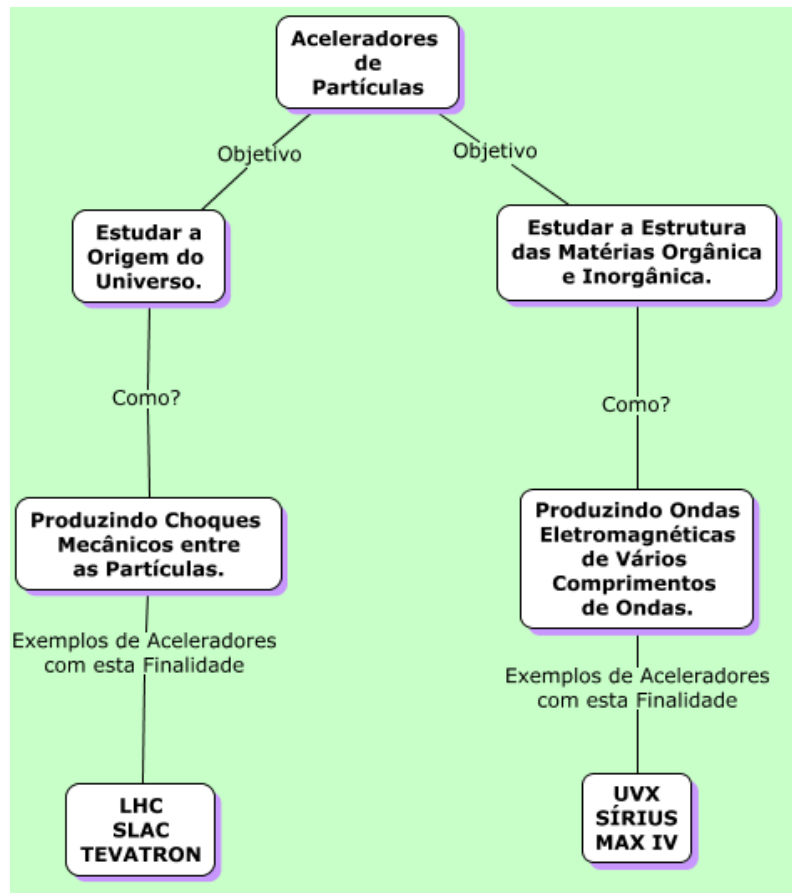 Aceleradores
de
Partículas
Objetivo
Objetivo
Estudar a
Origem do
Universo.
Estudar a Estrutura
das Matérias Orgânica
e Inorgânica.
Como?
Como?
Produzindo Choques
Mecânicos entre
as Partículas.
Produzindo Ondas
Eletromagnéticas
de Vários
Comprimentos
de Ondas.
Exemplos de Aceleradores
com esta Finalidade
Exemplos de Aceleradores
com esta Finalidade
LHC
SLAC
TEVATRON
UVX
SÍRIUS
MAX IV